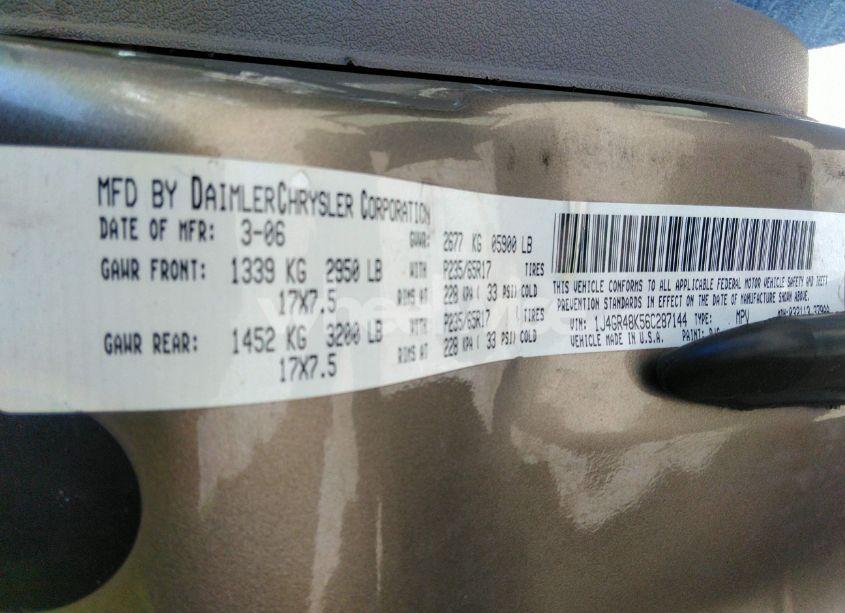 MFD BY DAIMLERCHRYSLER CORPORATION
DATE OF MFR: 3-06 GVWR: 2677 KG 05900 LB
GAWR FRONT: 1339 KG 2950 LB WITH P235/65R17 TIRES
17X7.5 RIMS AT 228 KPA ( 33 PSI) COLD
GAWR REAR: 1452 KG 3200 LB WITH P235/65R17 TIRES
17X7.5 RIMS AT 228 KPA ( 33 PSI) COLD
THIS VEHICLE CONFORMS TO ALL APPLICABLE FEDERAL MOTOR VEHICLE SAFETY AND THEFT
PREVENTION STANDARDS IN EFFECT ON THE DATE OF MANUFACTURE SHOWN ABOVE.
VIN: 1J4GR48K56C287144 TYPE: MPV
VEHICLE MADE IN U.S.A. PAINT: